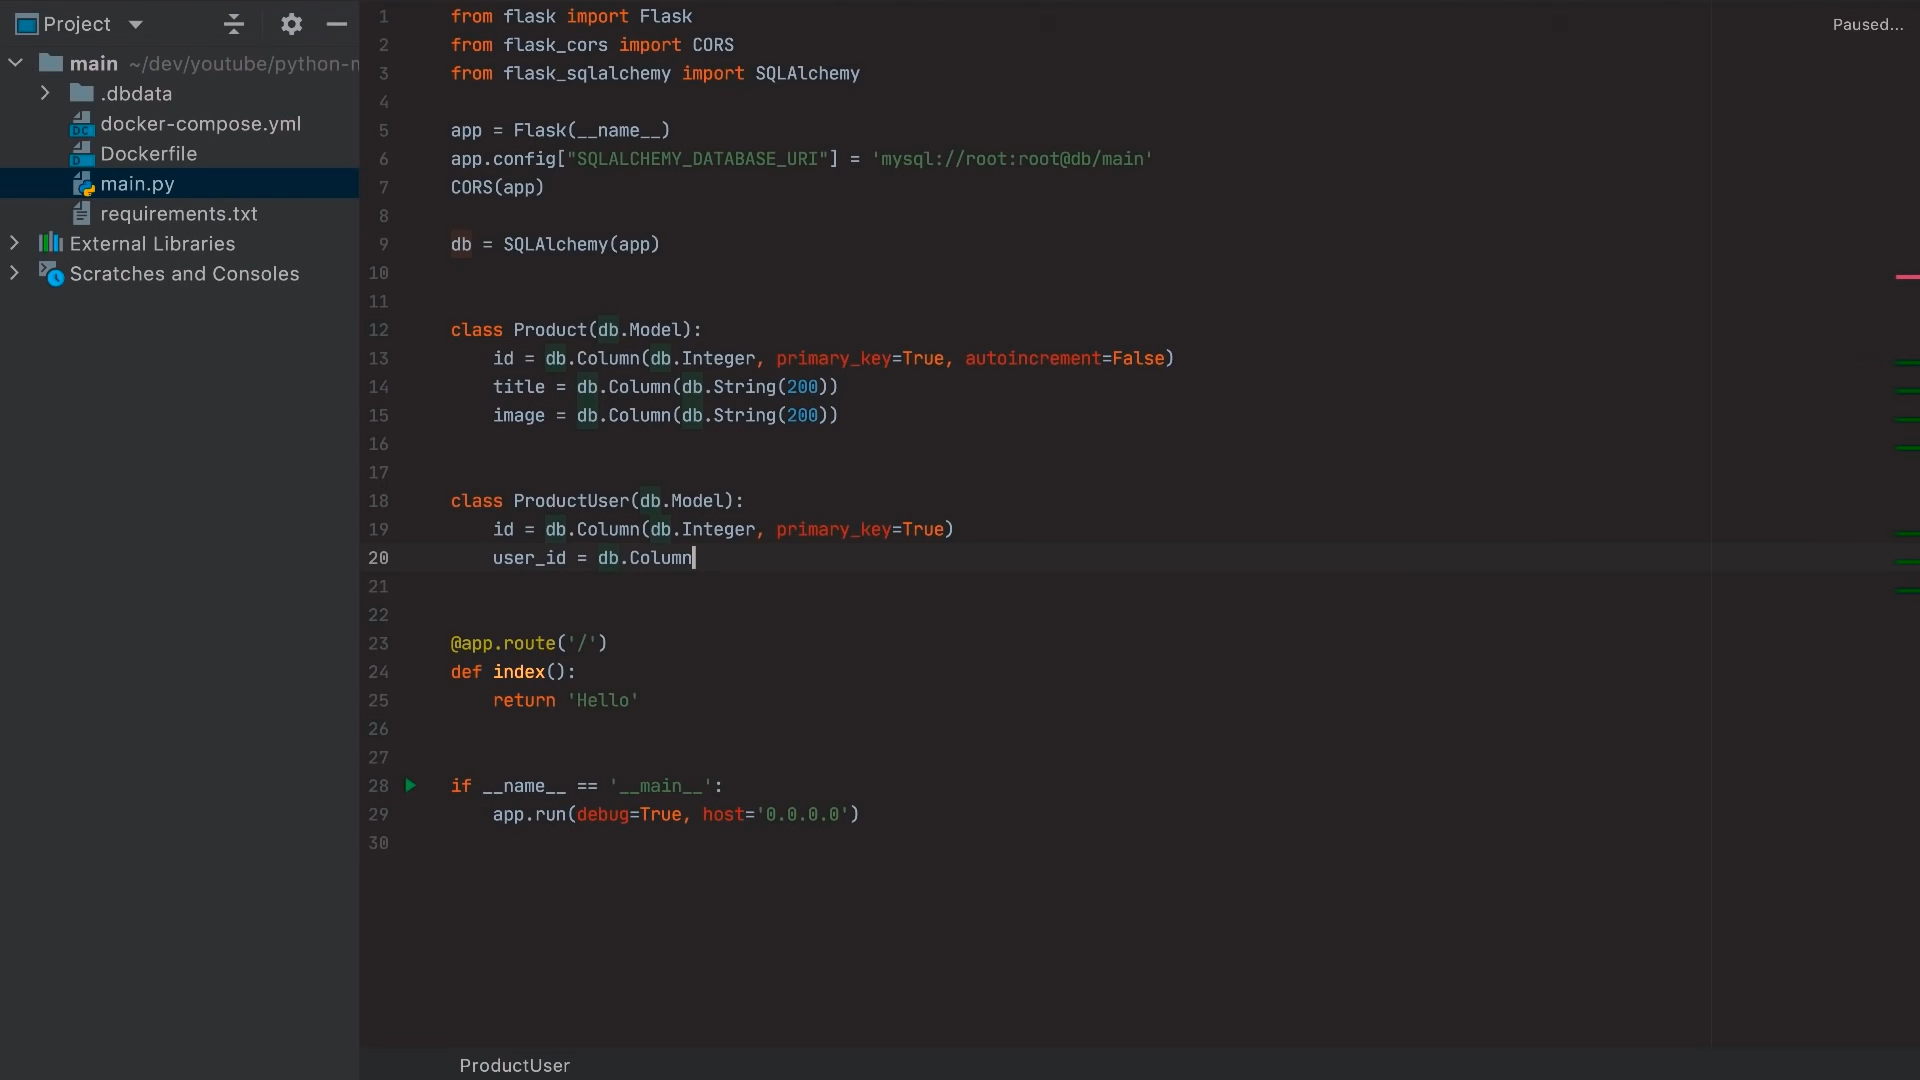 Project
main ~/dev/youtube/python-m
.dbdata
docker-compose.yml
Dockerfile
main.py
requirements.txt
External Libraries
Scratches and Consoles
1 from flask import Flask
2 from flask_cors import CORS
3 from flask_sqlalchemy import SQLAlchemy
4
5 app = Flask(__name__)
6 app.config["SQLALCHEMY_DATABASE_URI"] = 'mysql://root:root@db/main'
7 CORS(app)
8
9 db = SQLAlchemy(app)
10
11
12 class Product(db.Model):
13 id = db.Column(db.Integer, primary_key=True, autoincrement=False)
14 title = db.Column(db.String(200))
15 image = db.Column(db.String(200))
16
17
18 class ProductUser(db.Model):
19 id = db.Column(db.Integer, primary_key=True)
20 user_id = db.Column
21
22
23 @app.route('/')
24 def index():
25 return 'Hello'
26
27
28 if __name__ == '__main__':
29 app.run(debug=True, host='0.0.0.0')
30
Paused...
ProductUser